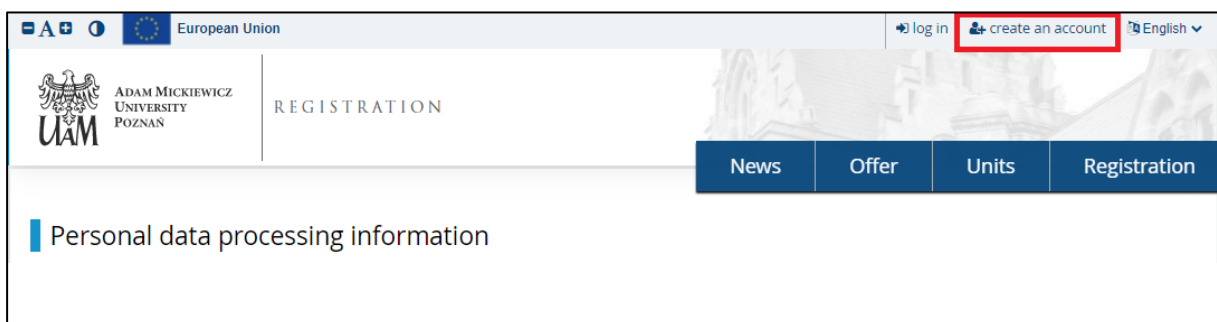 A European Union log in create an account English
ADAM MICKIEWICZ
UNIVERSITY
POZNAŃ
UAM
REGISTRATION
News Offer Units Registration
Personal data processing information